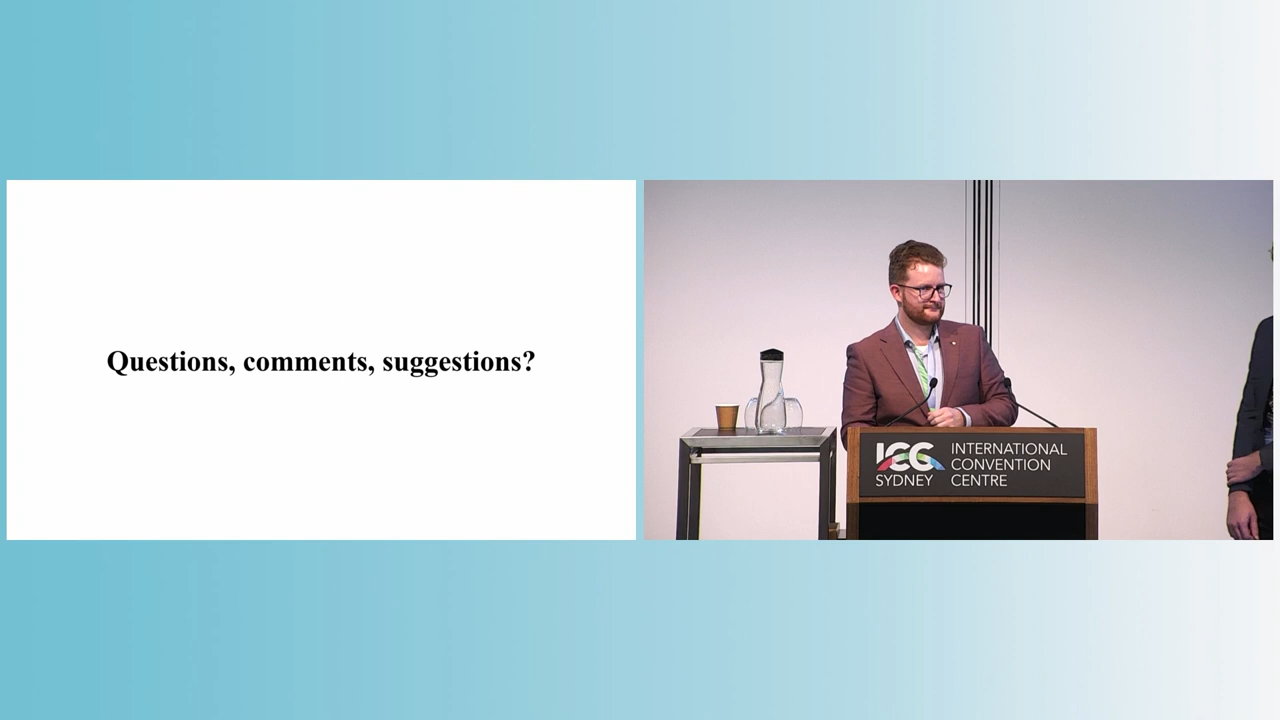 Questions, comments, suggestions?
ICC
SYDNEY
INTERNATIONAL
CONVENTION
CENTRE